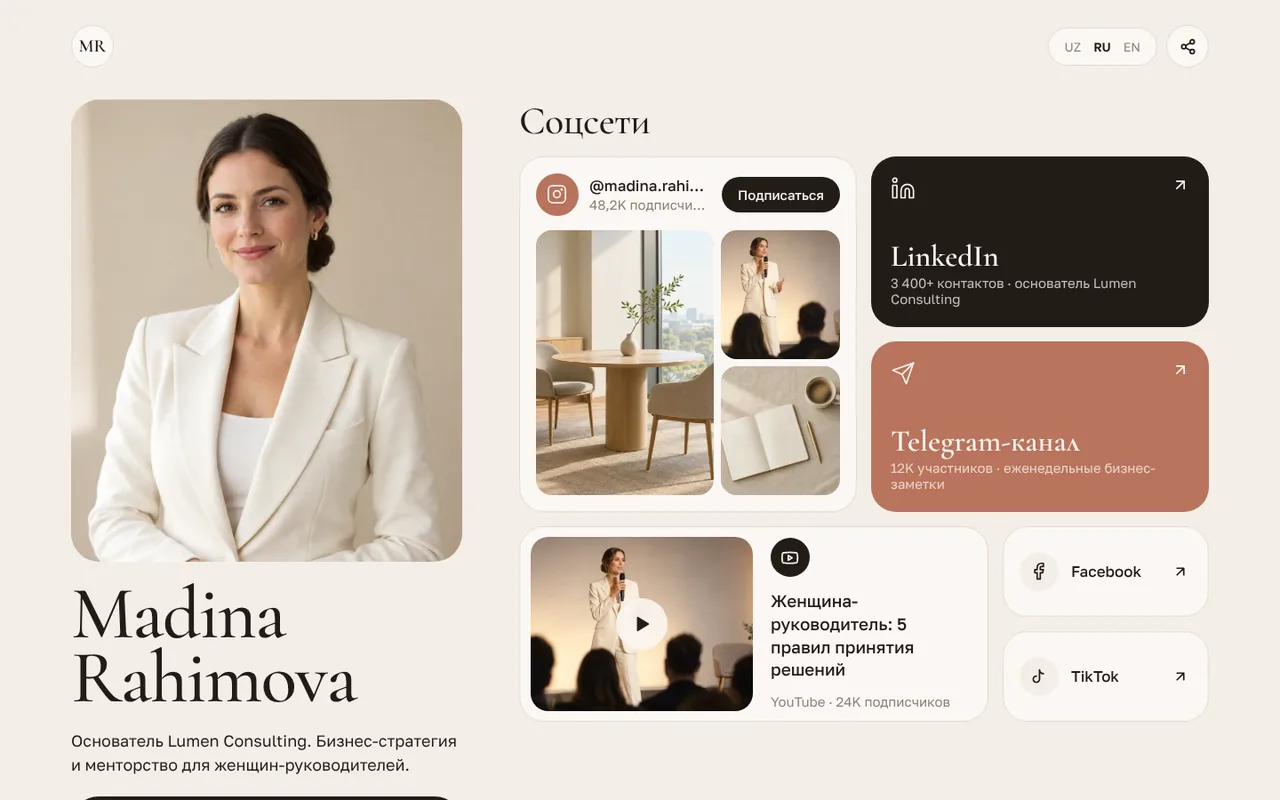 MR
UZ RU EN
Соцсети
@madina.rahi...
48,2K подписчи...
Подписаться
LinkedIn
3 400+ контактов · основатель Lumen
Consulting
Telegram-канал
12K участников · еженедельные бизнес-
заметки
Женщина-
руководитель: 5
правил принятия
решений
YouTube · 24K подписчиков
Facebook
TikTok
Madina
Rahimova
Основатель Lumen Consulting. Бизнес-стратегия
и менторство для женщин-руководителей.